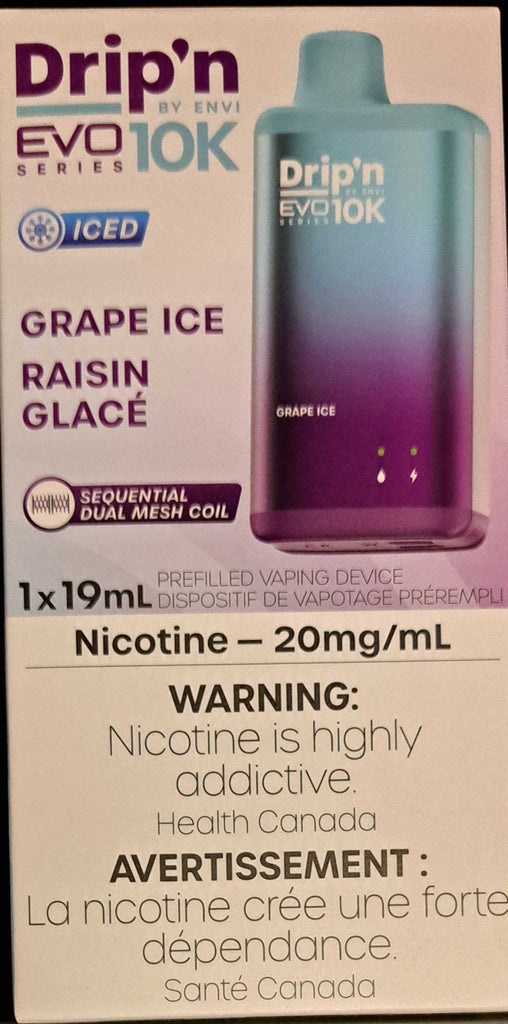 Drip'n
BY ENVI
EVO 10K
SERIES
ICED
GRAPE ICE
RAISIN
GLACÉ
SEQUENTIAL
DUAL MESH COIL
Drip'n
BY ENVI
EVO 10K
SERIES
GRAPE ICE
1x19mL PREFILLED VAPING DEVICE
DISPOSITIF DE VAPOTAGE PRÉREMPLI
Nicotine – 20mg/mL
WARNING:
Nicotine is highly
addictive.
Health Canada
AVERTISSEMENT :
La nicotine crée une forte
dépendance.
Santé Canada